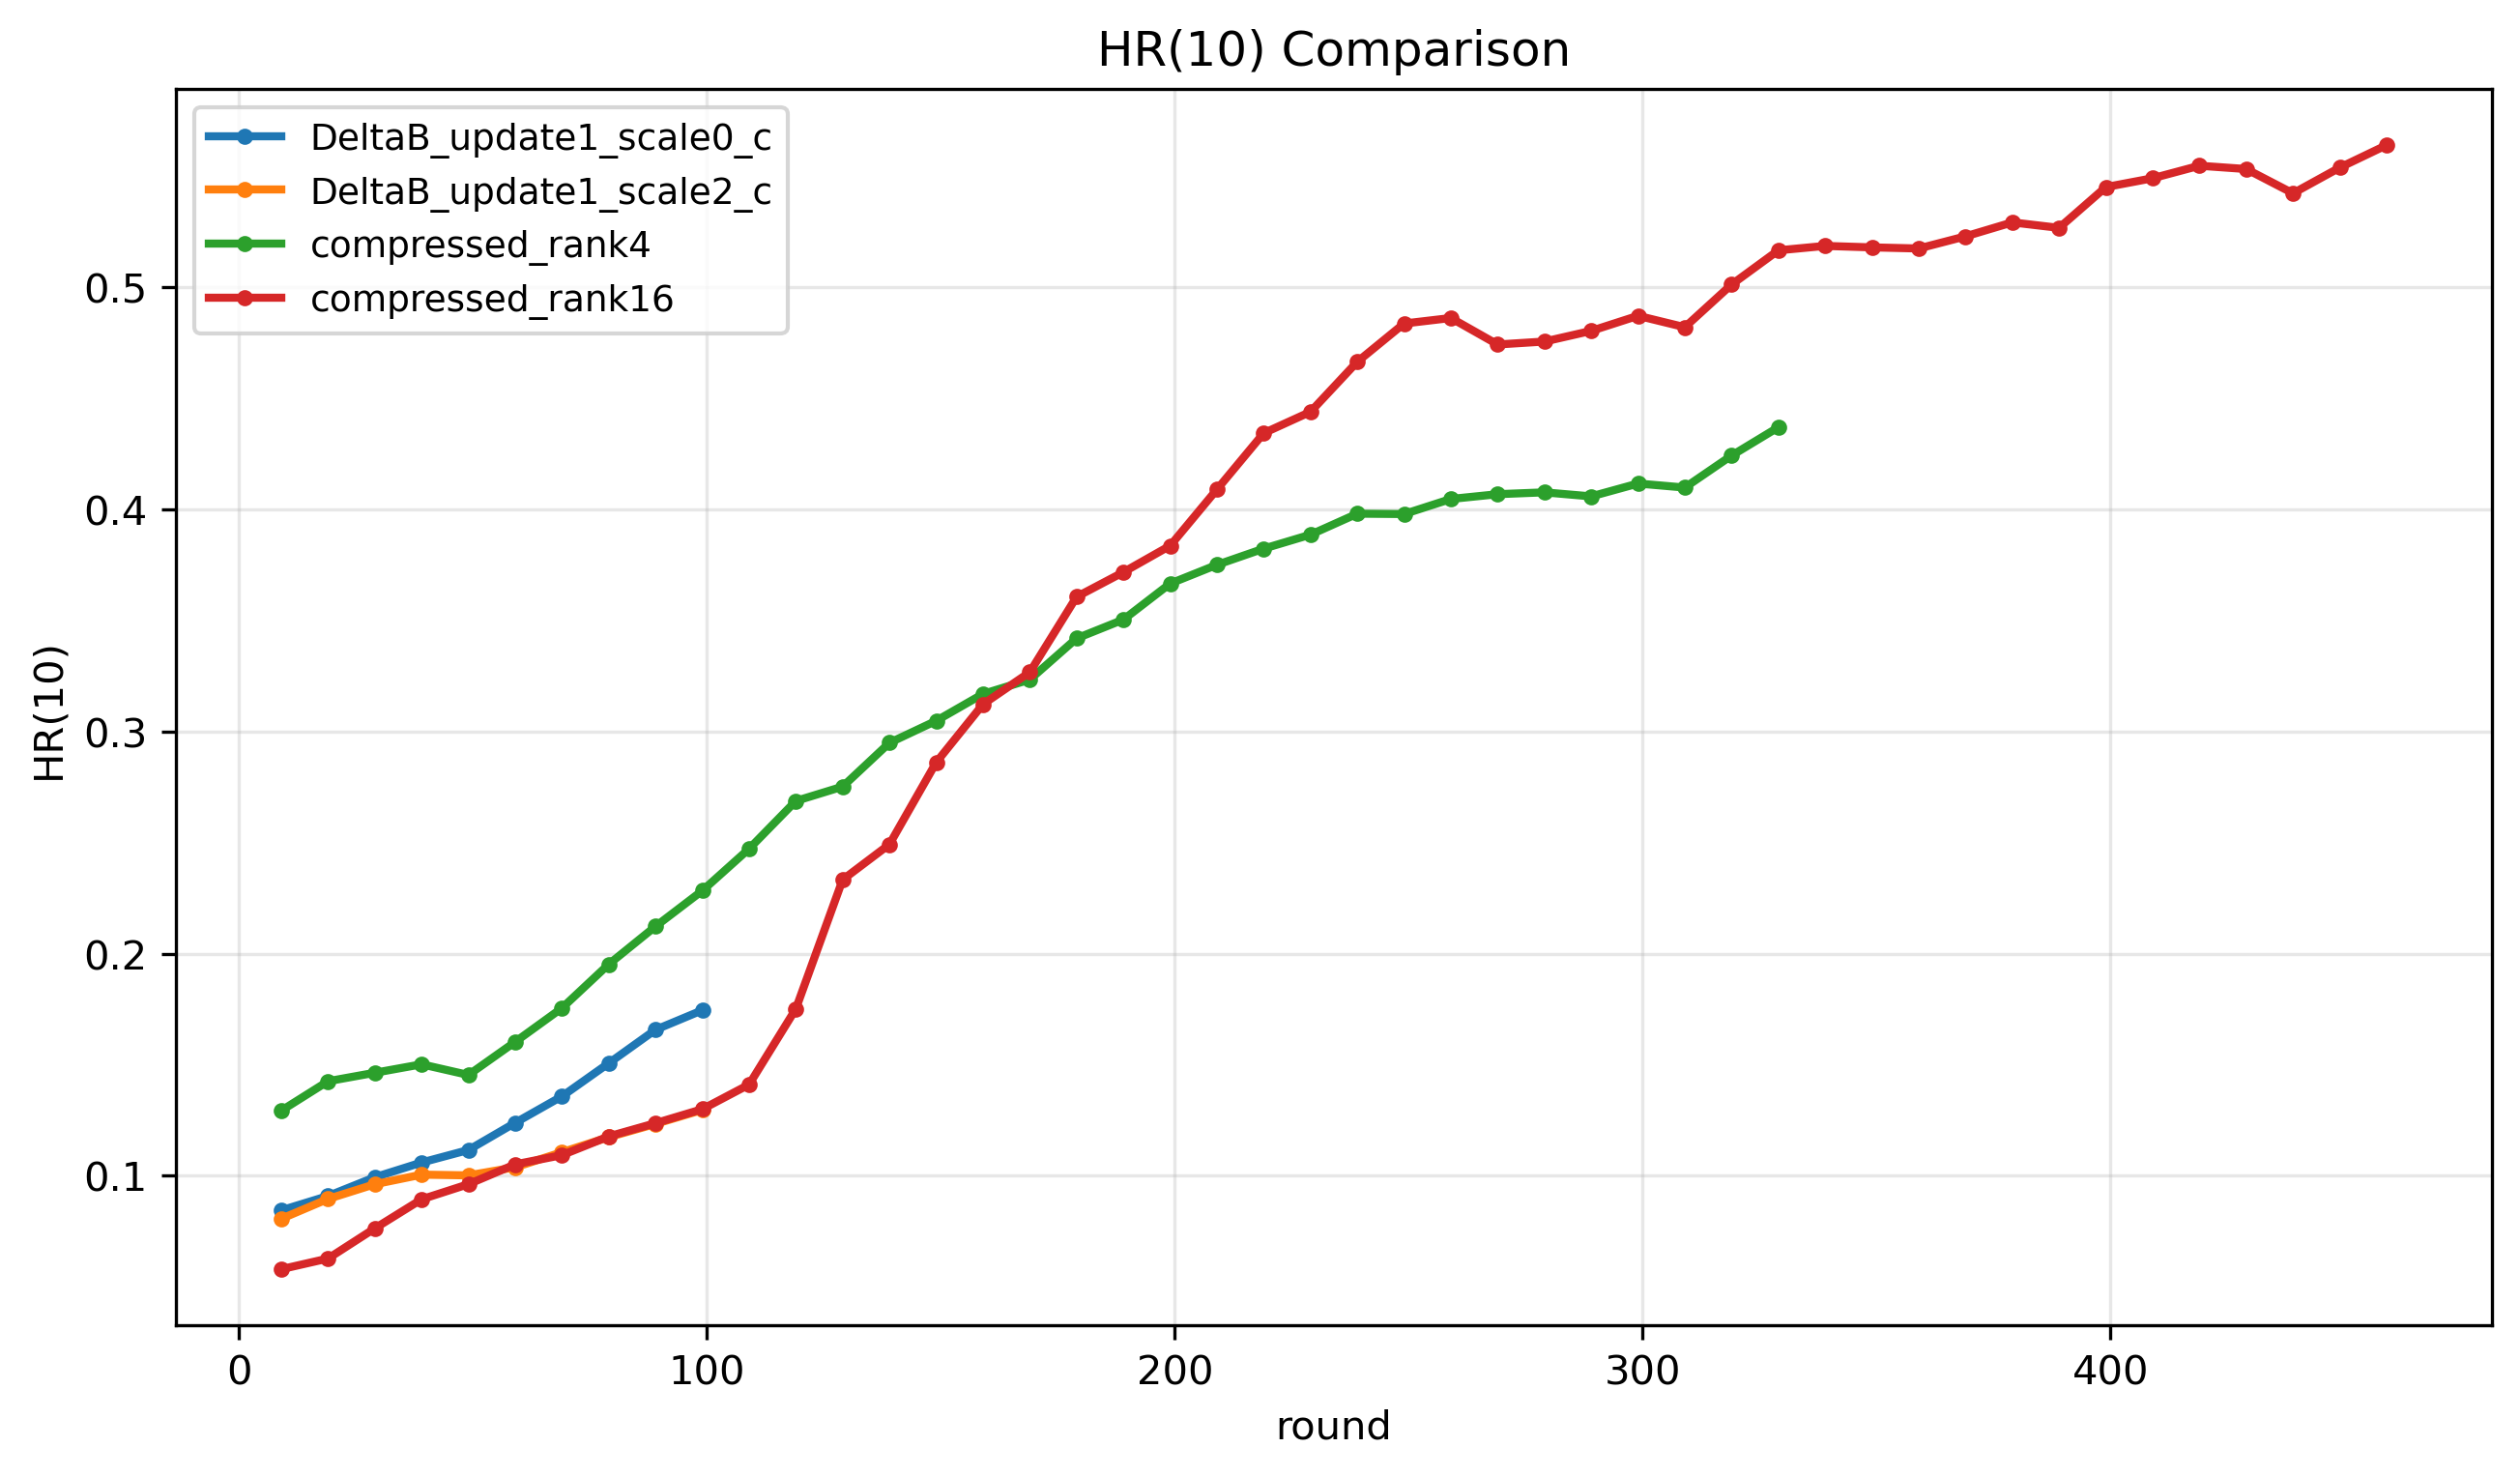 HR(10) Comparison
DeltaB_update1_scale0_c
DeltaB_update1_scale2_c
compressed_rank4
compressed_rank16
HR(10)
0.5
0.4
0.3
0.2
0.1
0 100 200 300 400
round